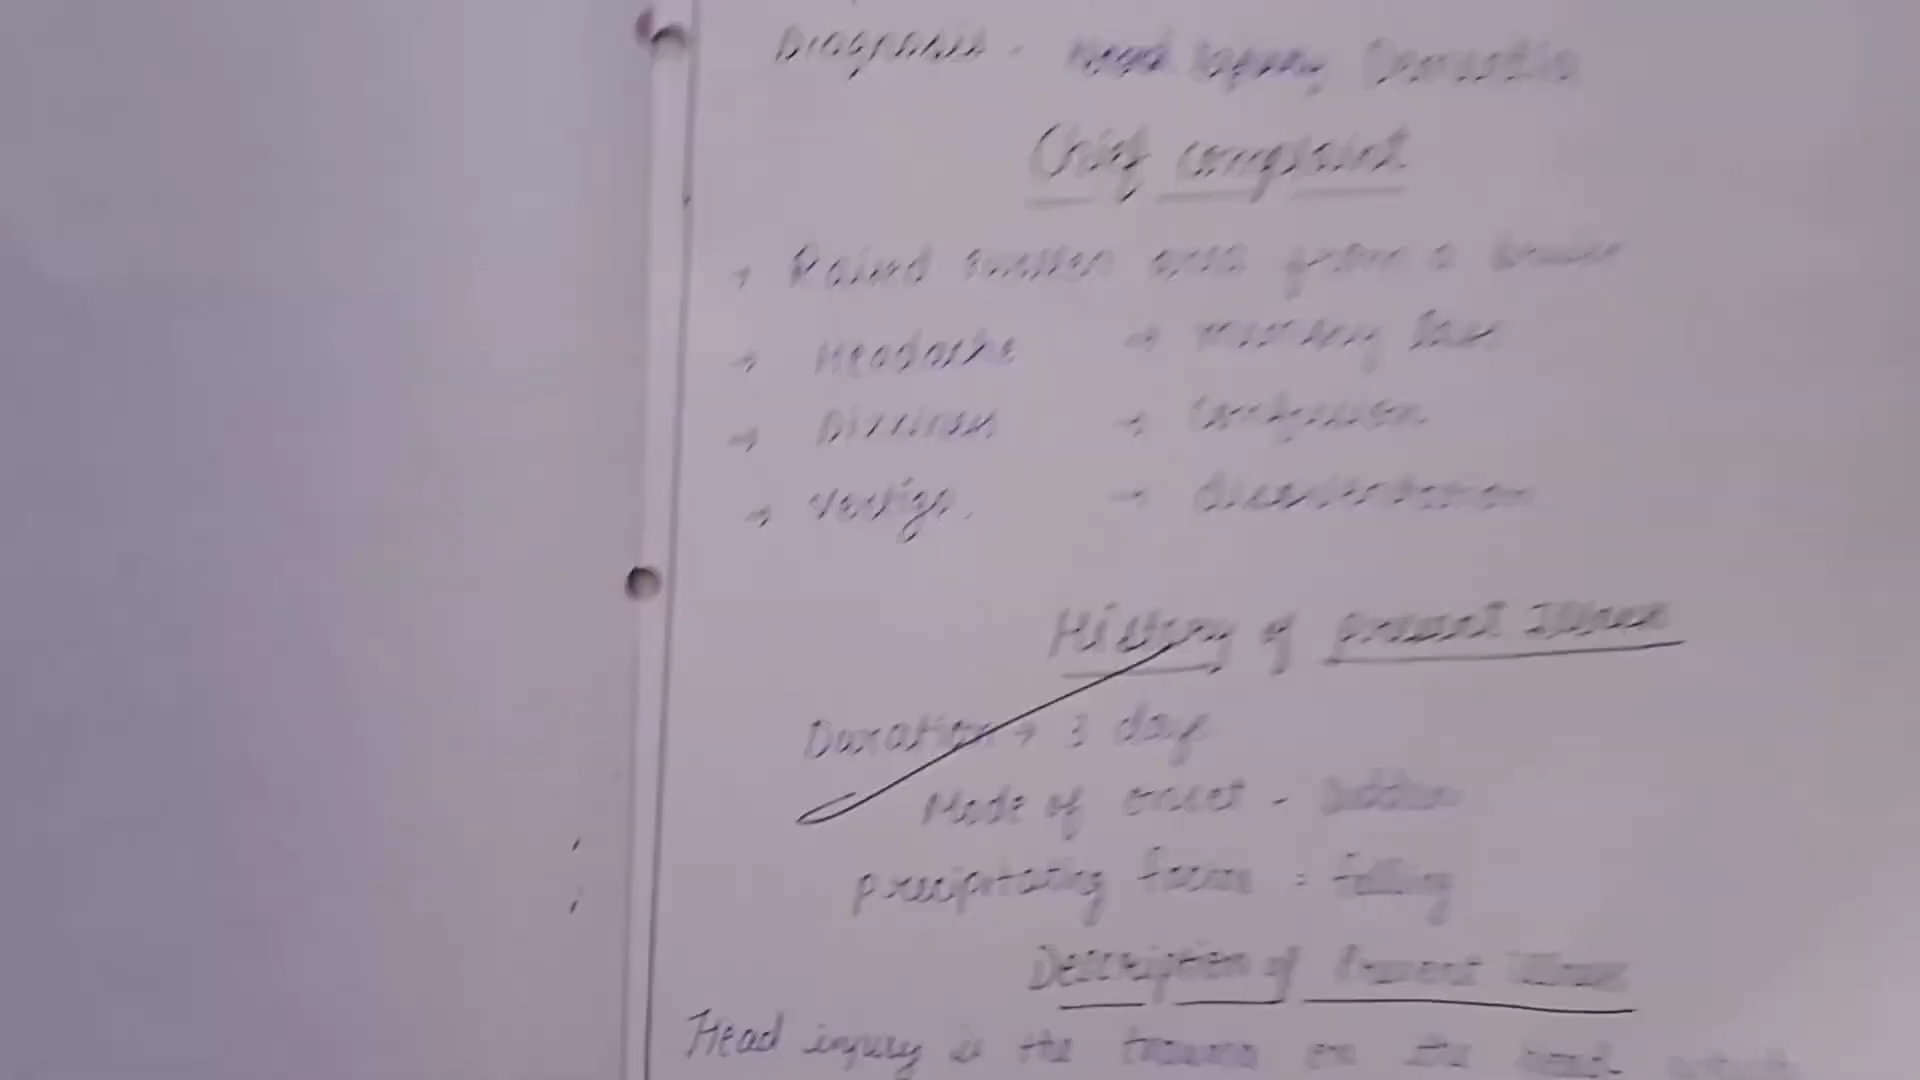 Diagnosis - Head Injury Domestic
Chief complaint
→ Raised swollen area from a bruise
→ Headache → memory loss
→ Dizziness → Confusion
→ Vertigo. → disorientation
History of present Illness
Duration → 3 days
Mode of onset - Sudden
precipitating factors = falling
Description of Present illness
Head injury is the trauma on the head